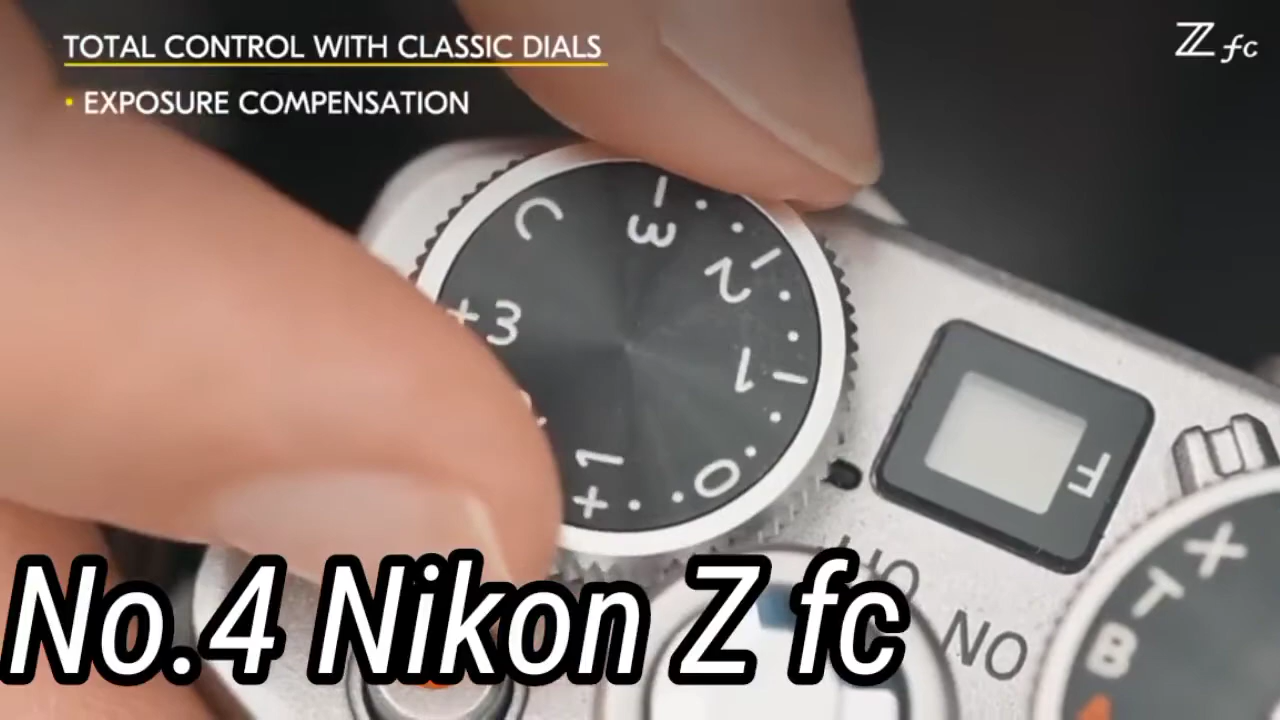 TOTAL CONTROL WITH CLASSIC DIALS
Z fc
• EXPOSURE COMPENSATION
C
-3
2
1
0
+1
+3
F
X
T
B
ON
No.4 Nikon Z fc